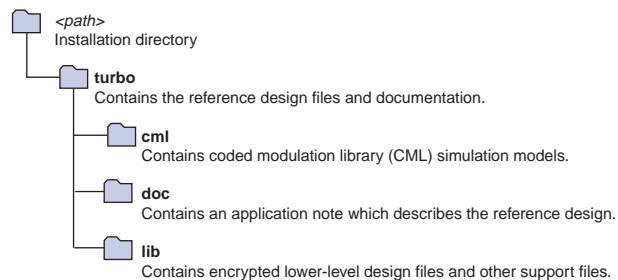 <path>
Installation directory
turbo
Contains the reference design files and documentation.
cml
Contains coded modulation library (CML) simulation models.
doc
Contains an application note which describes the reference design.
lib
Contains encrypted lower-level design files and other support files.